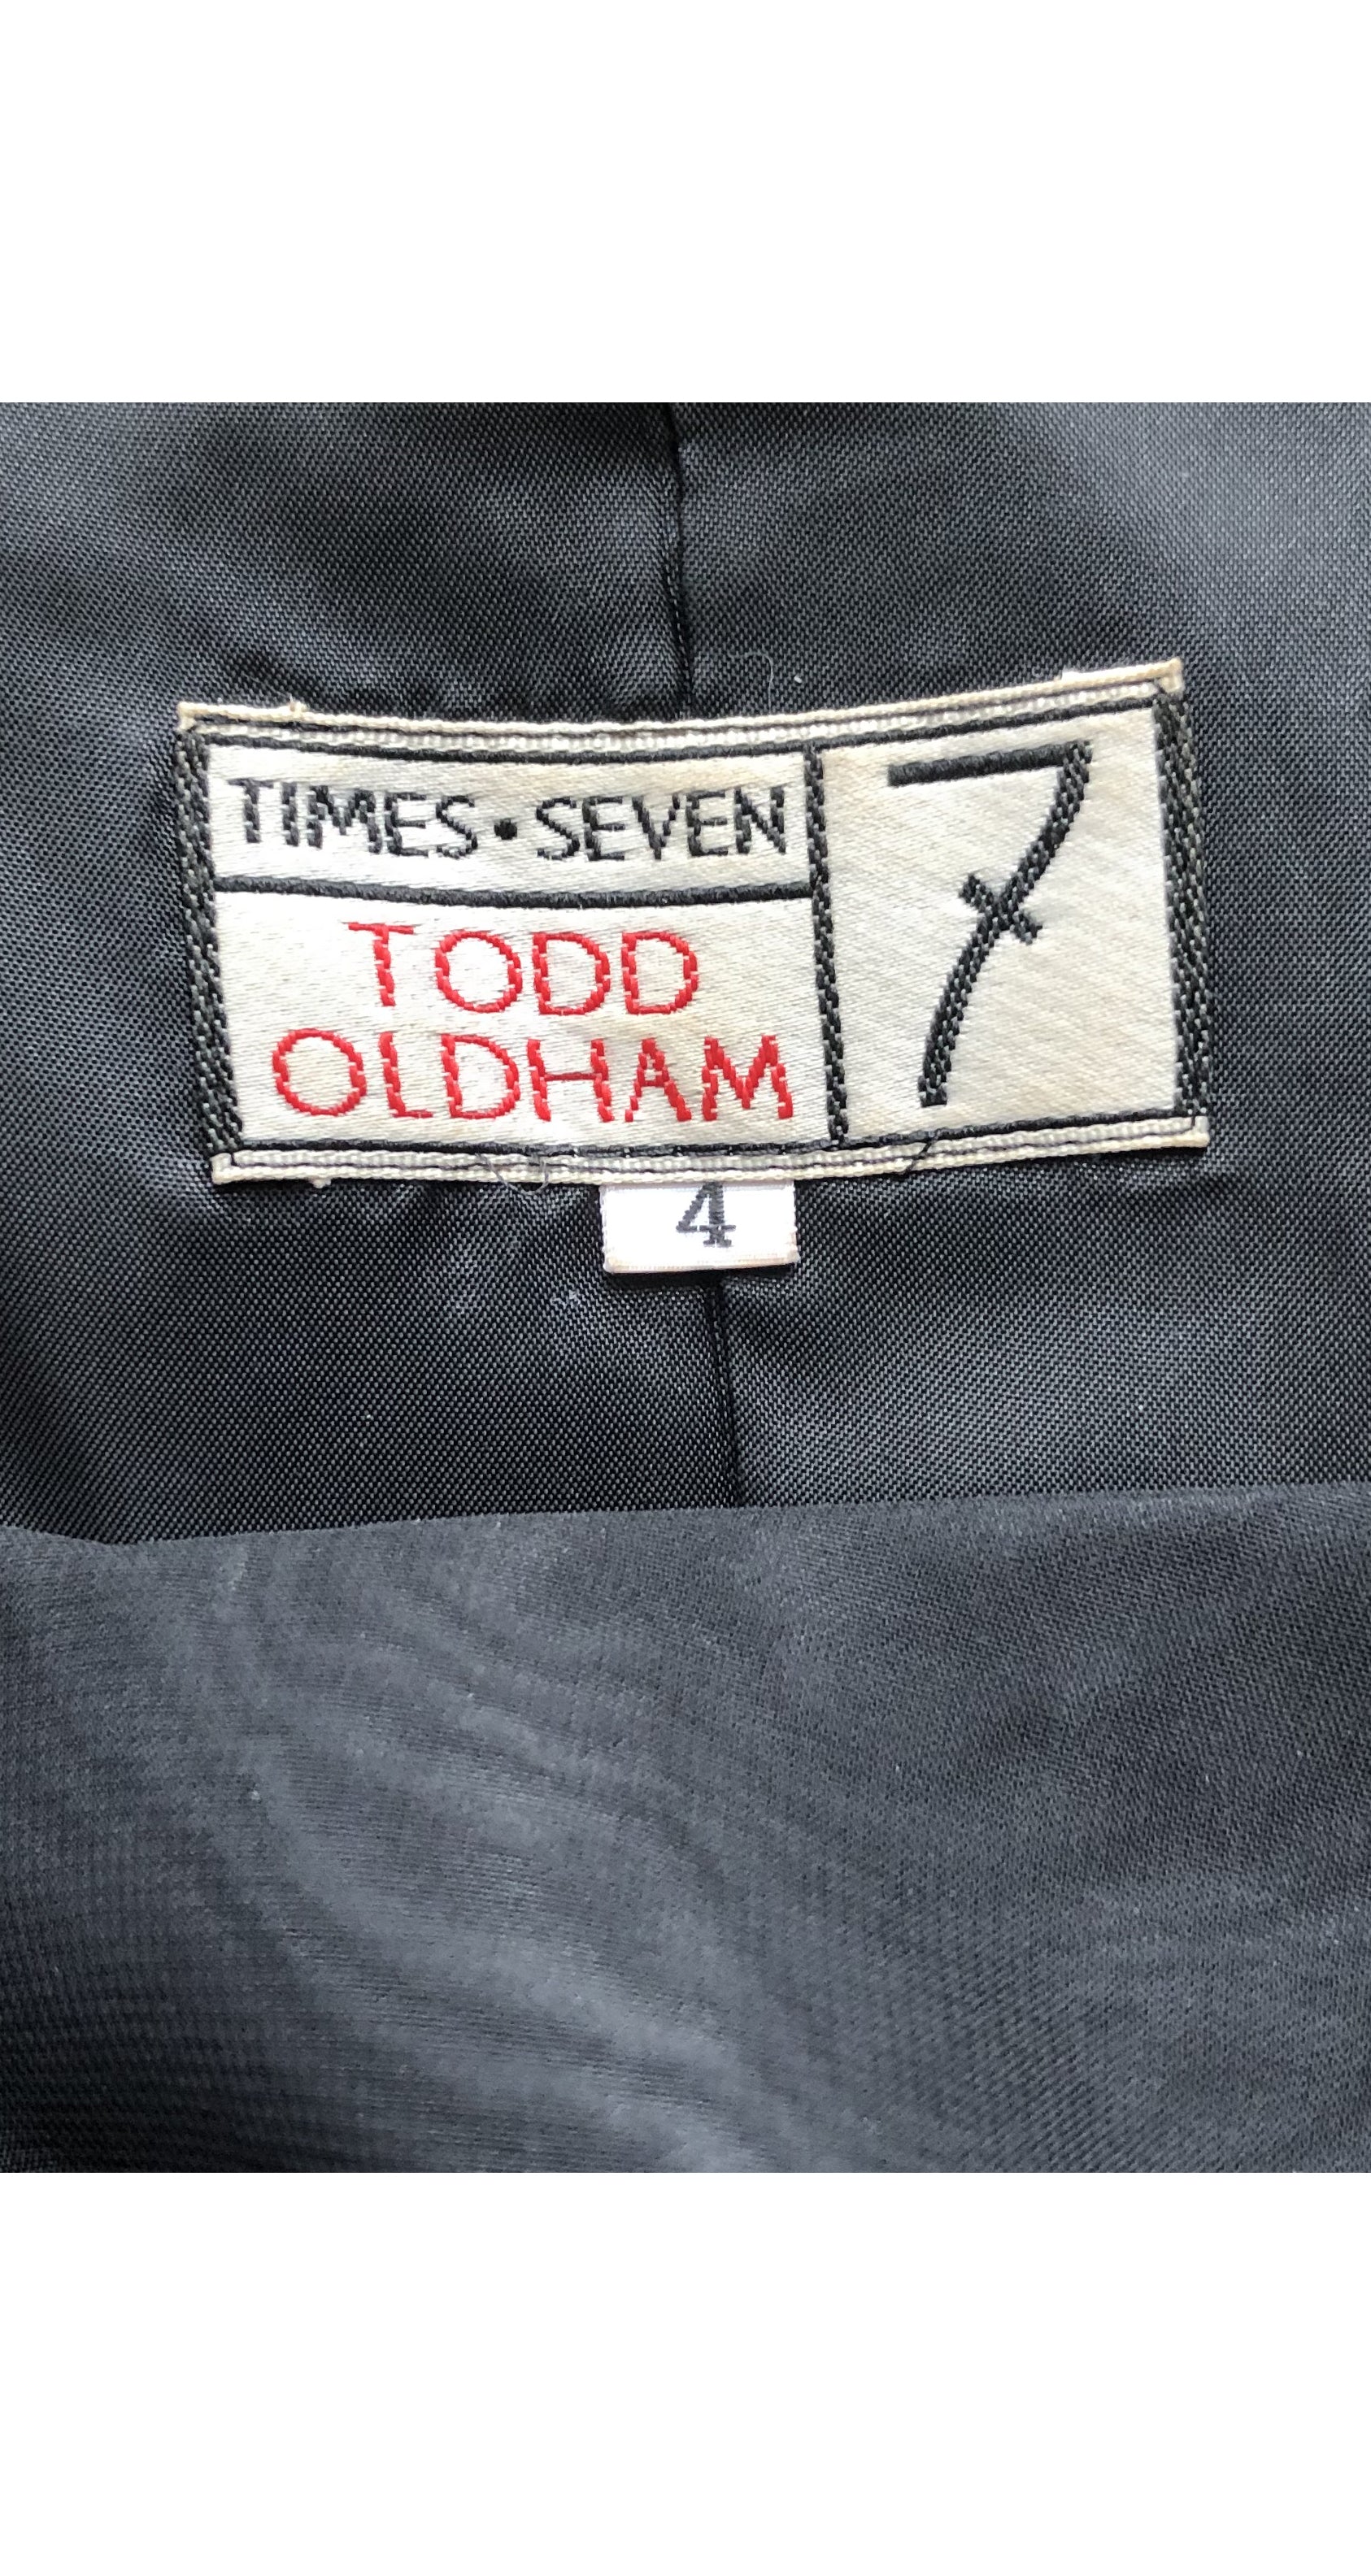 TIMES•SEVEN
TODD
OLDHAM
7
4